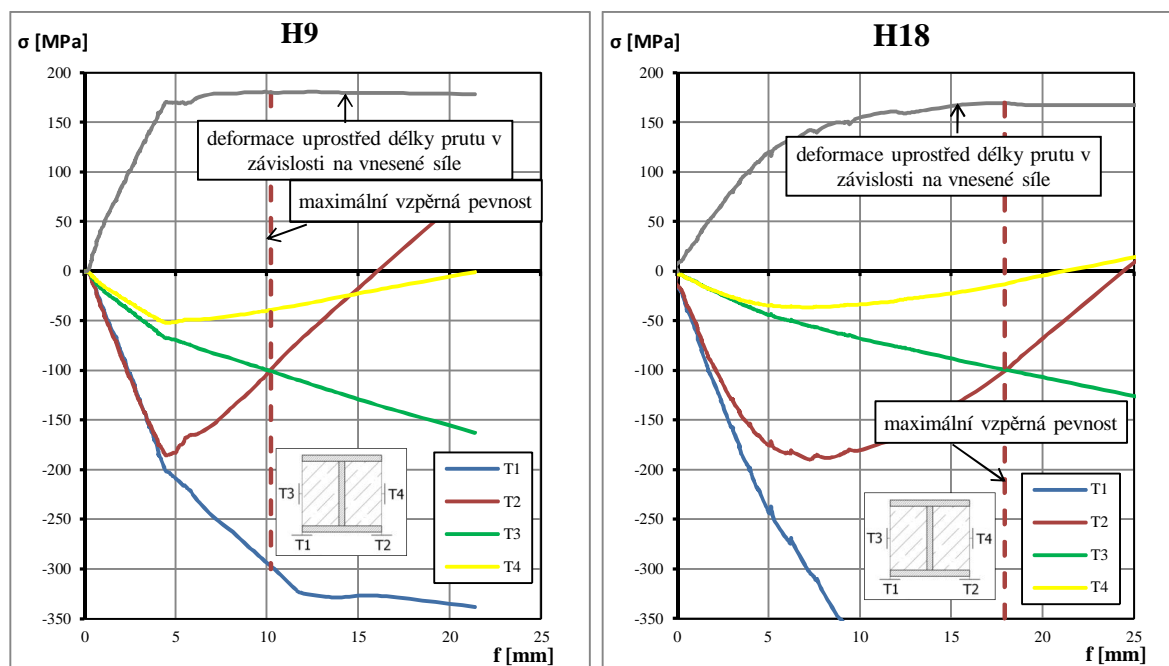 H9
σ [MPa]
200
150
100
50
0
-50
-100
-150
-200
-250
-300
-350
deformace uprostřed délky prutu v
závislosti na vnesené síle
maximální vzpěrná pevnost
T3
T4
T1
T2
T1
T2
T3
T4
0
5
10
15
20
25
f [mm]
H18
σ [MPa]
200
150
100
50
0
-50
-100
-150
-200
-250
-300
-350
deformace uprostřed délky prutu v
závislosti na vnesené síle
maximální vzpěrná pevnost
T3
T4
T1
T2
T1
T2
T3
T4
0
5
10
15
20
25
f [mm]